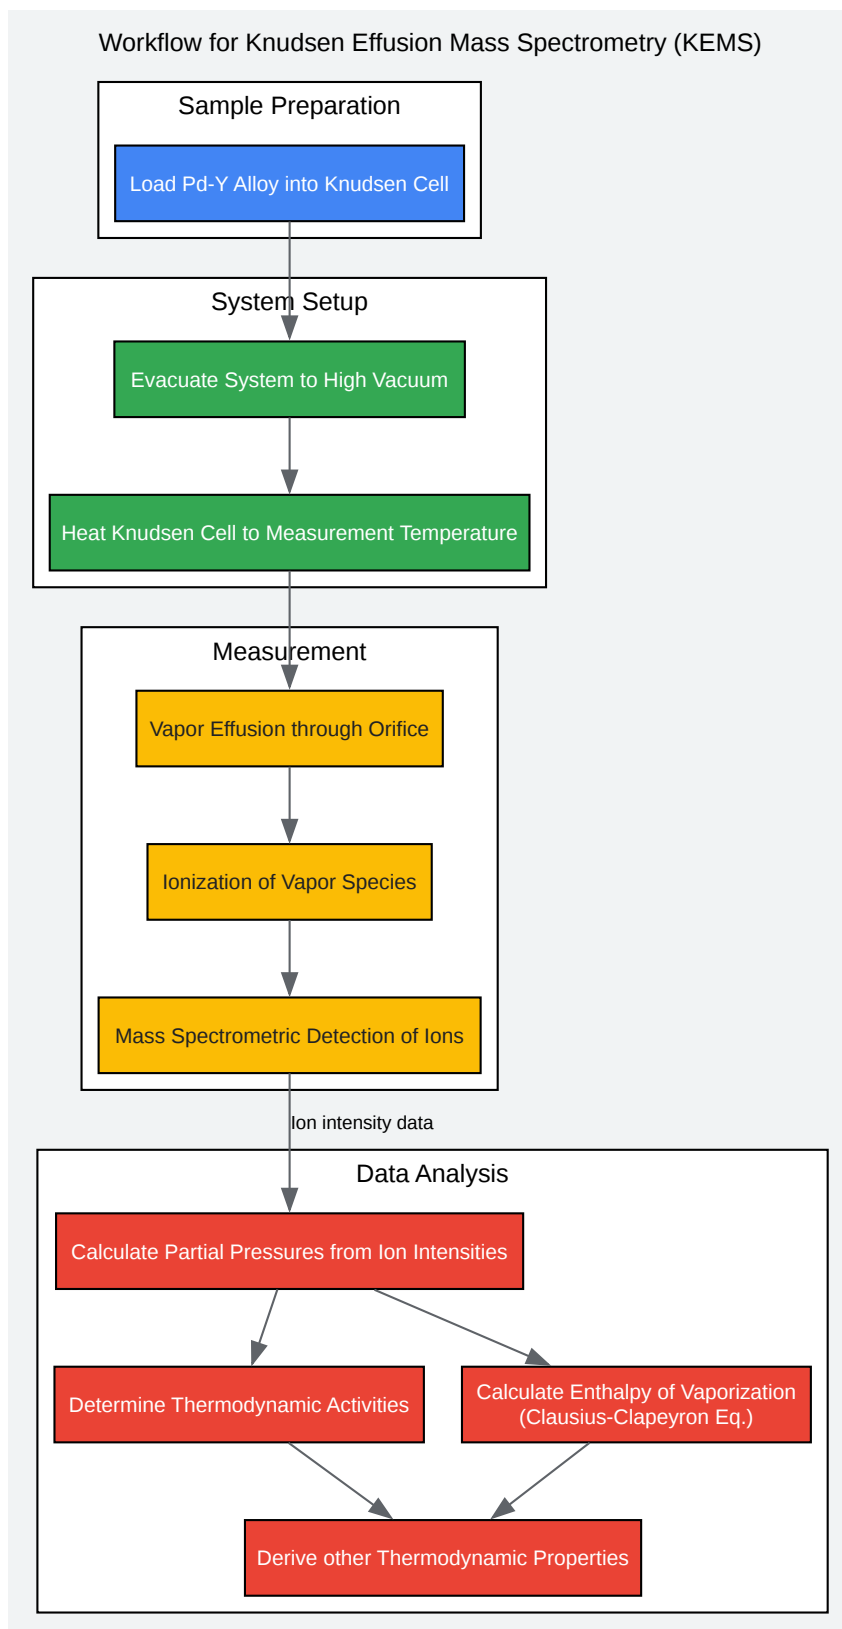 Workflow for Knudsen Effusion Mass Spectrometry (KEMS)
Sample Preparation
Load Pd-Y Alloy into Knudsen Cell
System Setup
Evacuate System to High Vacuum
Heat Knudsen Cell to Measurement Temperature
Measurement
Vapor Effusion through Orifice
Ionization of Vapor Species
Mass Spectrometric Detection of Ions
Ion intensity data
Data Analysis
Calculate Partial Pressures from Ion Intensities
Determine Thermodynamic Activities
Calculate Enthalpy of Vaporization
(Clausius-Clapeyron Eq.)
Derive other Thermodynamic Properties